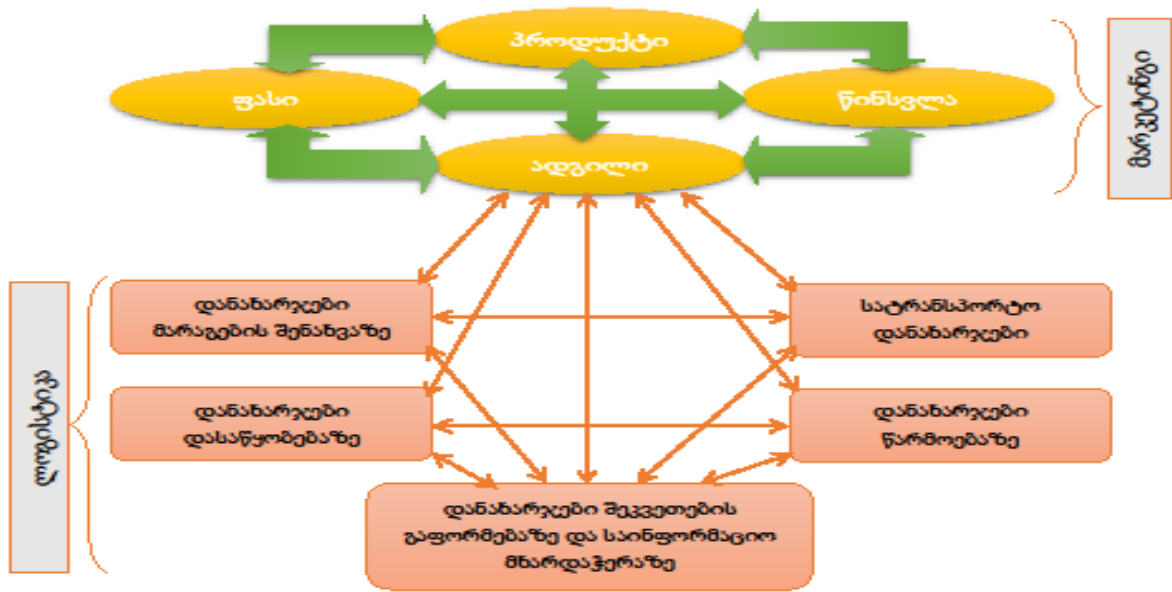 პროდუქტი
ფასი
წინსვლა
ადგილი
მარკეტინგი
დანახარჯები
მარაგების შენახვაზე
სატრანსპორტო
დანახარჯები
ლოგისტიკა
დანახარჯები
დასაწყობებაზე
დანახარჯები
წარმოებაზე
დანახარჯები შეკვეთების
გაფორმებაზე და საინფორმაციო
მხარდაჭერაზე